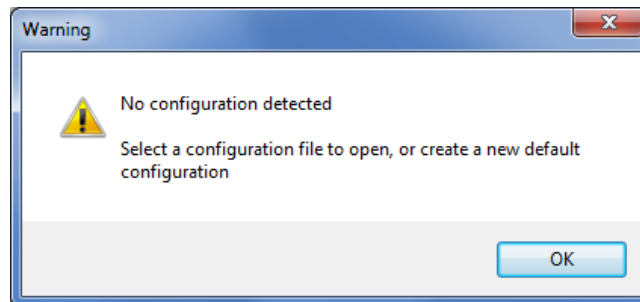 Warning
No configuration detected
Select a configuration file to open, or create a new default
configuration
OK